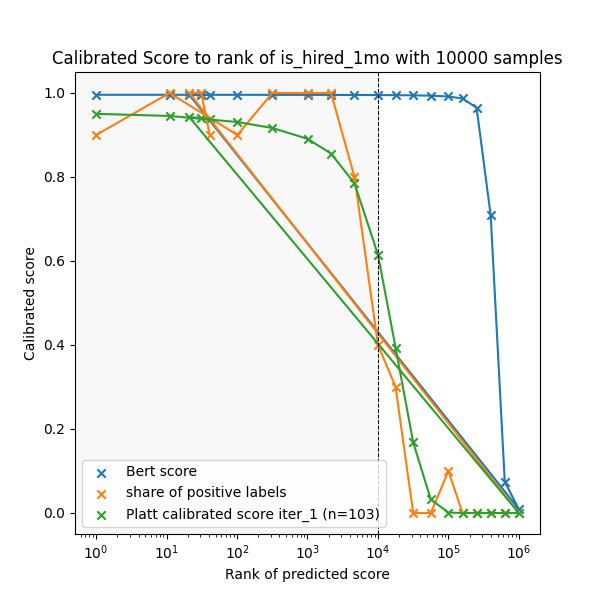 Calibrated Score to rank of is_hired_1mo with 10000 samples
1.0
0.8
0.6
0.4
0.2
0.0
Calibrated score
Bert score
share of positive labels
Platt calibrated score iter_1 (n=103)
10⁰ 10¹ 10² 10³ 10⁴ 10⁵ 10⁶
Rank of predicted score